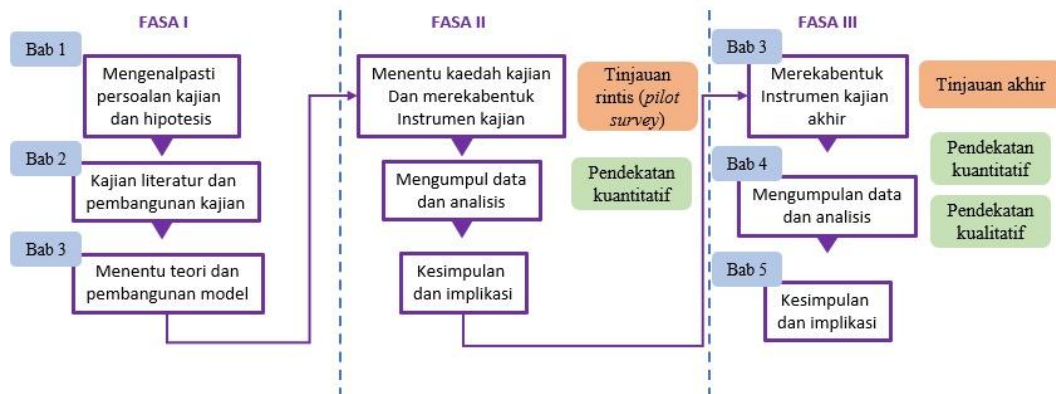 FASA I
Bab 1
Mengenalpasti
persoalan kajian
dan hipotesis
Bab 2
Kajian literatur dan
pembangunan kajian
Bab 3
Menentu teori dan
pembangunan model
FASA II
Menentu kaedah kajian
Dan merekabentuk
Instrumen kajian
Tinjauan
rintis (pilot
survey)
Mengumpul data
dan analisis
Pendekatan
kuantitatif
Kesimpulan
dan implikasi
FASA III
Bab 3
Merekabentuk
Instrumen kajian
akhir
Tinjauan akhir
Pendekatan
kuantitatif
Bab 4
Mengumpulan data
dan analisis
Pendekatan
kualitatif
Bab 5
Kesimpulan
dan implikasi